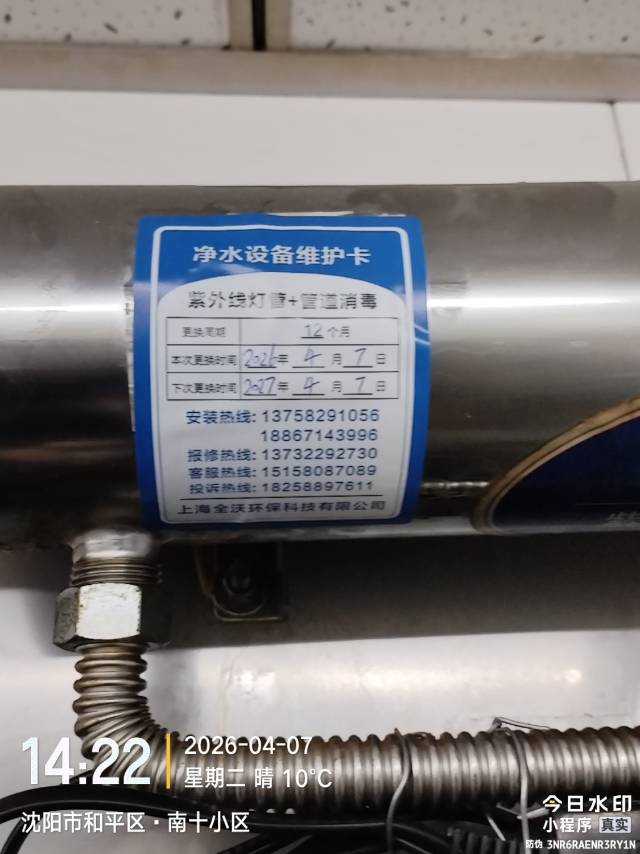 净水设备维护卡
紫外线灯管+管道消毒
更换周期 12个月
本次更换时间 2026年 4月 7日
下次更换时间 2027年 4月 7日
安装热线: 13758291056
18867143996
报修热线: 13732292730
客服热线: 15158087089
投诉热线: 18258897611
上海全沃环保科技有限公司
14:22
2026-04-07
星期二 晴 10°C
沈阳市和平区·南十小区
今日水印
小程序 真实
防伪 3NR6RAENR3RY1N